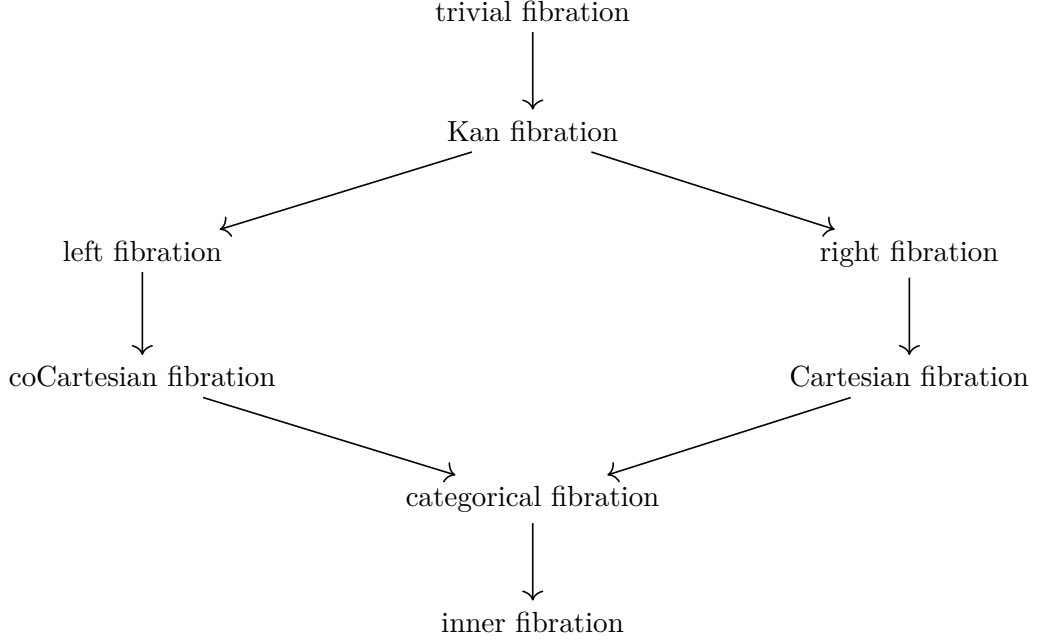 trivial fibration
Kan fibration
left fibration
right fibration
coCartesian fibration
Cartesian fibration
categorical fibration
inner fibration